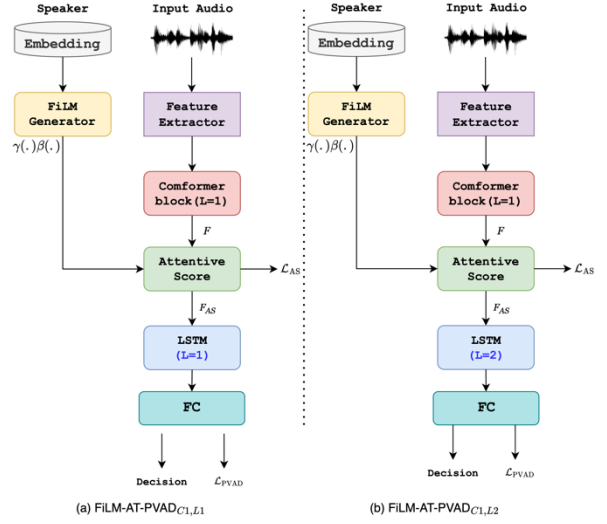 Speaker
Embedding
FiLM
Generator
γ(.)β(.)
Input Audio
Feature
Extractor
Comformer
block(L=1)
F
Attentive
Score
ℒ_AS
F_AS
LSTM
(L=1)
FC
Decision
ℒ_PVAD
(a) FiLM-AT-PVAD_C1,L1
Speaker
Embedding
FiLM
Generator
γ(.)β(.)
Input Audio
Feature
Extractor
Comformer
block(L=1)
F
Attentive
Score
ℒ_AS
F_AS
LSTM
(L=2)
FC
Decision
ℒ_PVAD
(b) FiLM-AT-PVAD_C1,L2